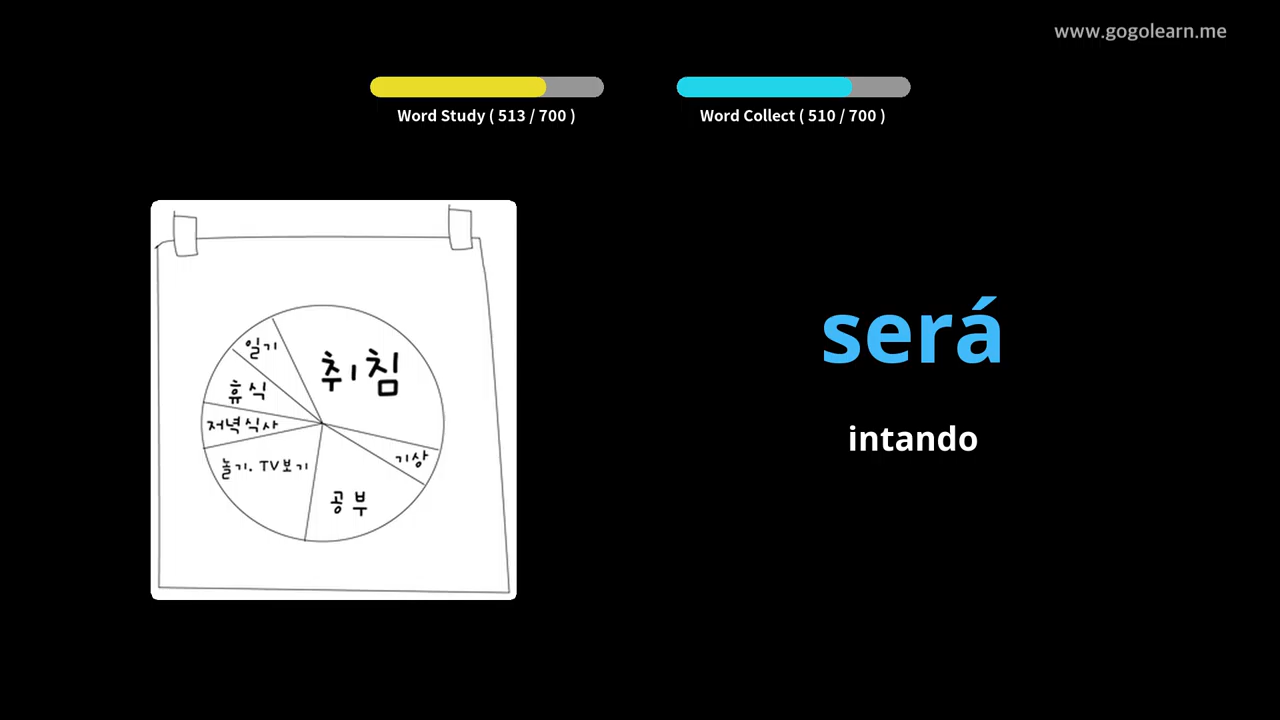 www.gogolearn.me
Word Study ( 513 / 700 )
Word Collect ( 510 / 700 )
일기
취침
휴식
저녁식사
놀기. TV보기
기상
공부
será
intando